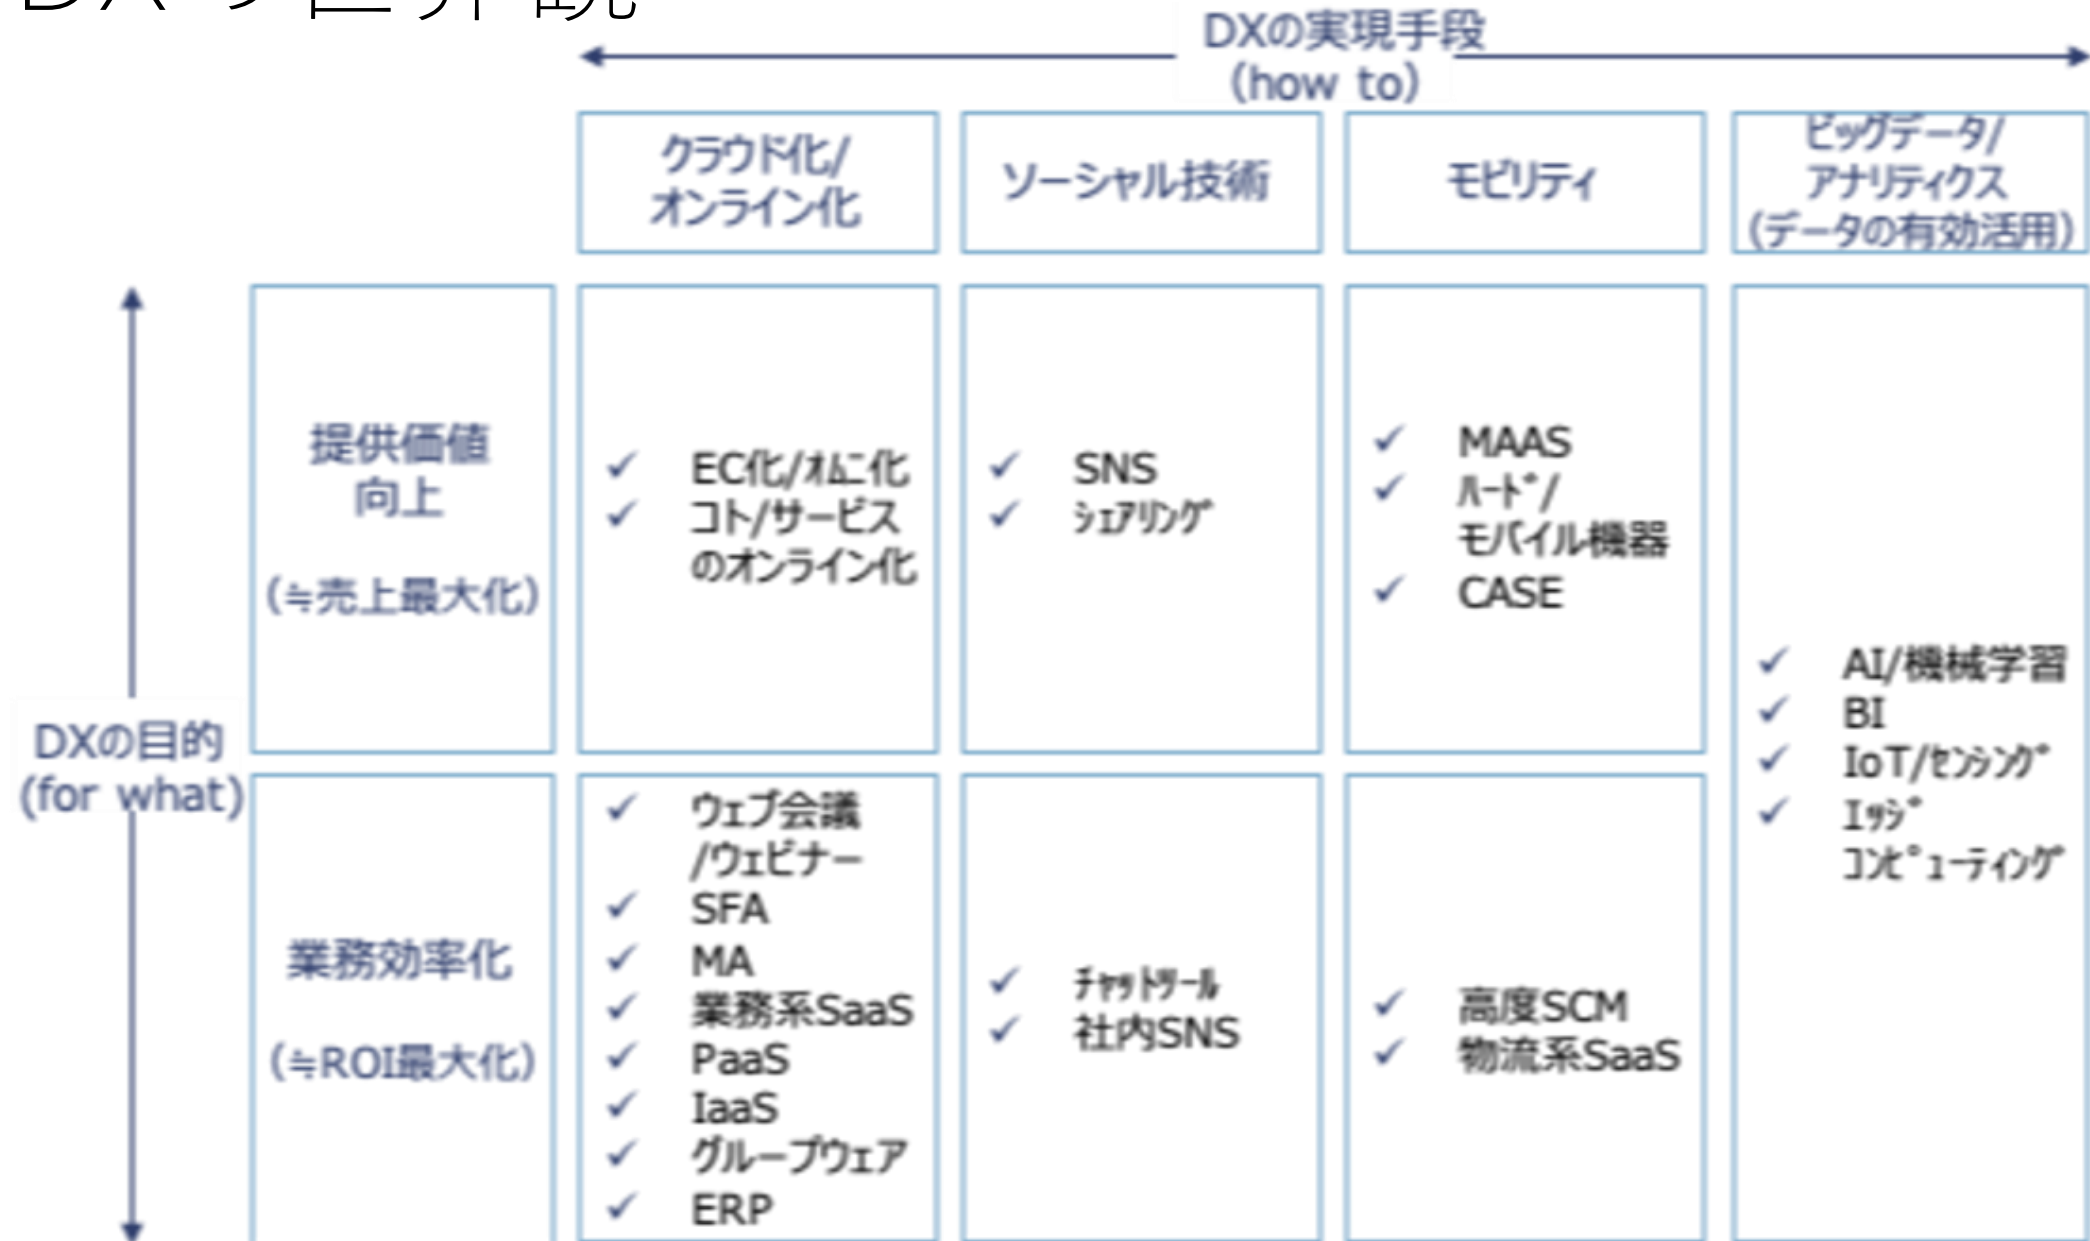 DXの世界観
DXの実現手段
(how to)
クラウド化/
オンライン化
ソーシャル技術
モビリティ
ビッグデータ/
アナリティクス
(データの有効活用)
DXの目的
(for what)
提供価値
向上
(≒売上最大化)
✓ EC化/ｵﾑﾆ化
✓ コト/サービス
のオンライン化
✓ SNS
✓ ｼｪｱﾘﾝｸﾞ
✓ MAAS
✓ ﾊｰﾄﾞ/
モバイル機器
✓ CASE
✓ AI/機械学習
✓ BI
✓ IoT/ｾﾝｼﾝｸﾞ
✓ ｴｯｼﾞ
ｺﾝﾋﾟｭｰﾃｨﾝｸﾞ
業務効率化
(≒ROI最大化)
✓ ウェブ会議
/ウェビナー
✓ SFA
✓ MA
✓ 業務系SaaS
✓ PaaS
✓ IaaS
✓ グループウェア
✓ ERP
✓ ﾁｬｯﾄﾂｰﾙ
✓ 社内SNS
✓ 高度SCM
✓ 物流系SaaS